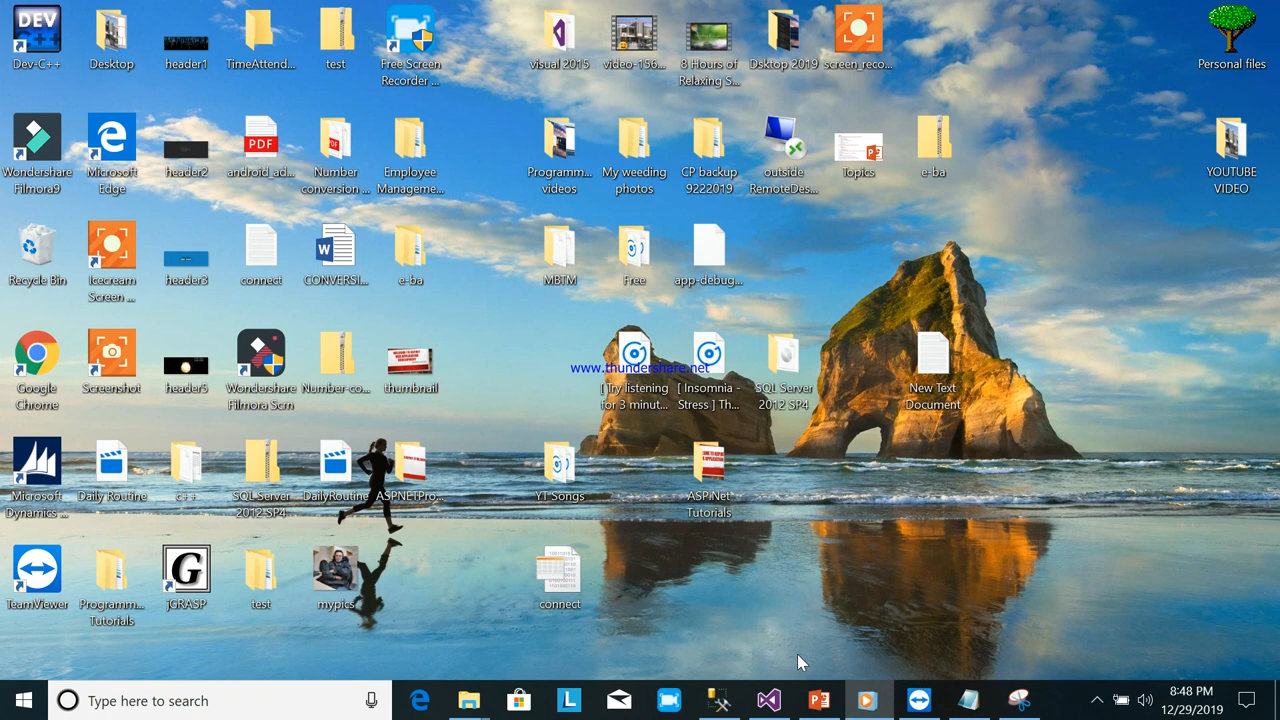 DEV
C++
Dev-C++
Desktop
header1
TimeAttend...
test
Free Screen
Recorder ...
visual 2015
video-156...
8 Hours of
Relaxing S...
Dsktop 2019
screen_reco...
Personal files
Wondershare
Filmora9
Microsoft
Edge
header2
PDF
android_ad...
Number
conversion ...
Employee
Manageme...
Programm...
videos
My weeding
photos
CP backup
9222019
outside
RemoteDes...
Topics
e-ba
YOUTUBE
VIDEO
Recycle Bin
Icecream
Screen ...
header3
connect
W
CONVERSI...
e-ba
MBTM
Free
app-debug...
Google
Chrome
Screenshot
header5
Wondershare
Filmora Scrn
Number-co...
thumbnail
www.thundershare.net
[ Try listening
for 3 minut...
[ Insomnia -
Stress ] Th...
SQL Server
2012 SP4
New Text
Document
Microsoft
Dynamics ...
Daily Routine
c++
SQL Server
2012 SP4...
DailyRoutine
ASPNETPro...
YT Songs
ASP.Net
Tutorials
TeamViewer
Programm...
Tutorials
G
jGRASP
test
mypics
connect
Type here to search
L
8:48 PM
12/29/2019